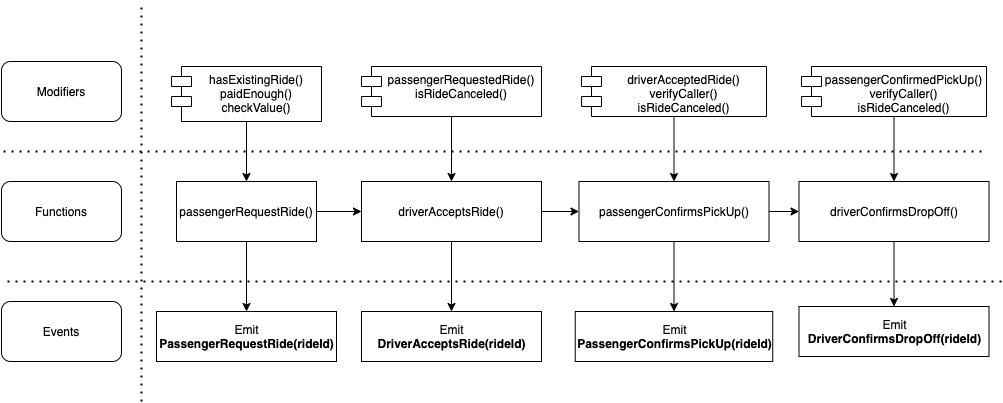 Modifiers
hasExistingRide()
paidEnough()
checkValue()
passengerRequestedRide()
isRideCanceled()
driverAcceptedRide()
verifyCaller()
isRideCanceled()
passengerConfirmedPickUp()
verifyCaller()
isRideCanceled()
Functions
passengerRequestRide()
driverAcceptsRide()
passengerConfirmsPickUp()
driverConfirmsDropOff()
Events
Emit
PassengerRequestRide(rideId)
Emit
DriverAcceptsRide(rideId)
Emit
PassengerConfirmsPickUp(rideId)
Emit
DriverConfirmsDropOff(rideId)